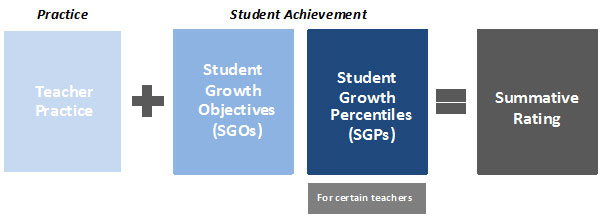 Practice
Student Achievement
Teacher
Practice
Student
Growth
Objectives
(SGOs)
Student
Growth
Percentiles
(SGPs)
Summative
Rating
For certain teachers